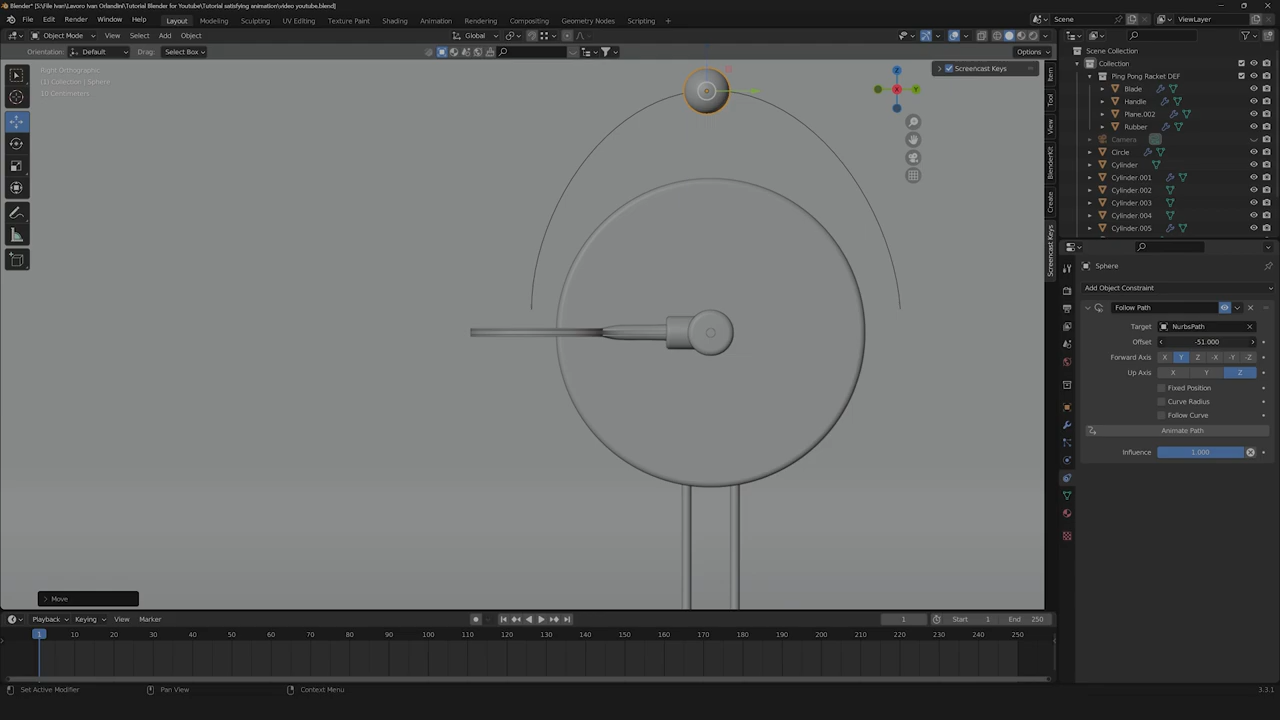 Blender* [S:\File Ivan\Lavoro Ivan Orlandini\Tutorial Blender for Youtube\Tutorial satisfying animation\video youtube.blend]
File Edit Render Window Help Layout Modeling Sculpting UV Editing Texture Paint Shading Animation Rendering Compositing Geometry Nodes Scripting + Scene ViewLayer
Object Mode View Select Add Object Global
Orientation: Default Drag: Select Box Options
Right Orthographic
(1) Collection | Sphere
10 Centimeters
Screencast Keys
Z
X
Y
Item
Tool
View
BlenderKit
Create
Screencast Keys
Move
Scene Collection
Collection
Ping Pong Racket DEF
Blade
Handle
Plane.002
Rubber
Camera
Circle
Cylinder
Cylinder.001
Cylinder.002
Cylinder.003
Cylinder.004
Cylinder.005
Sphere
Add Object Constraint
Follow Path
Target NurbsPath
Offset -51.000
Forward Axis X Y Z -X -Y -Z
Up Axis X Y Z
Fixed Position
Curve Radius
Follow Curve
Animate Path
Influence 1.000
Playback Keying View Marker 1 Start 1 End 250
1 10 20 30 40 50 60 70 80 90 100 110 120 130 140 150 160 170 180 190 200 210 220 230 240 250
Set Active Modifier Pan View Context Menu 3.3.1